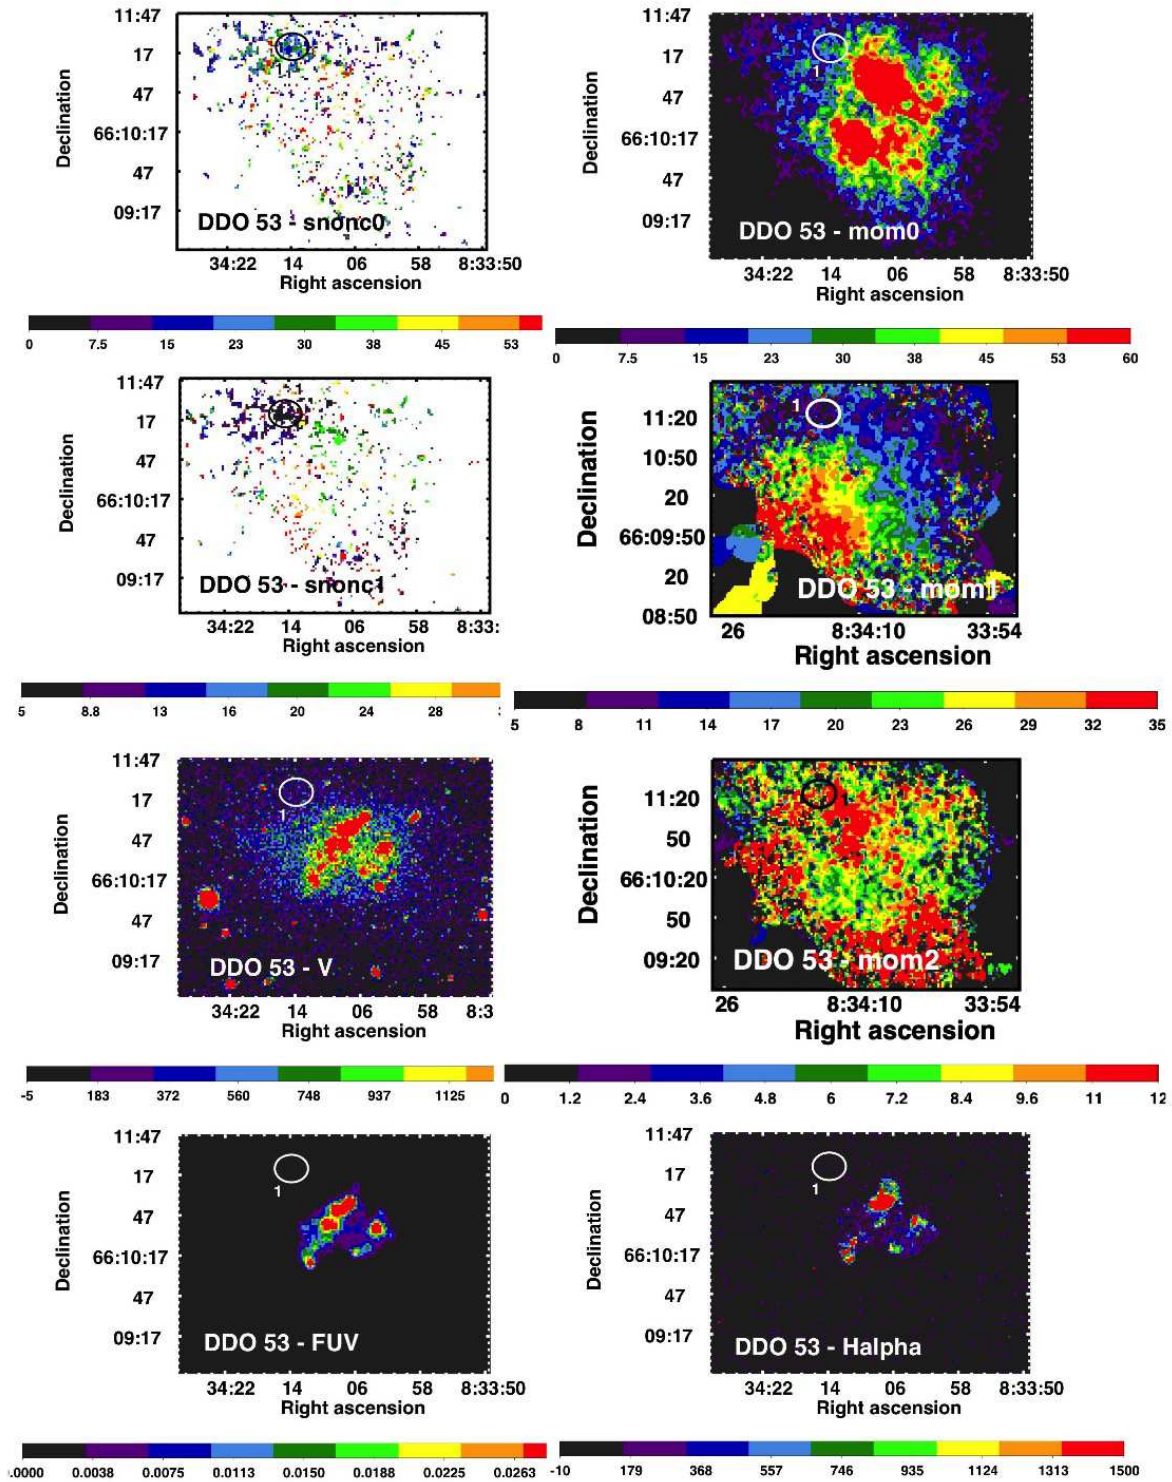 11:47
17
47
66:10:17
47
09:17
Declination
1
DDO 53 - snonc0
34:22 14 06 58 8:33:50
Right ascension
0 7.5 15 23 30 38 45 53
11:47
17
47
66:10:17
47
09:17
Declination
1
DDO 53 - mom0
34:22 14 06 58 8:33:50
Right ascension
0 7.5 15 23 30 38 45 53 60
11:47
17
47
66:10:17
47
09:17
Declination
1
DDO 53 - snonc1
34:22 14 06 58 8:33:
Right ascension
5 8.8 13 16 20 24 28
11:20
10:50
20
66:09:50
20
08:50
Declination
1
DDO 53 - mom1
26 8:34:10 33:54
Right ascension
5 8 11 14 17 20 23 26 29 32 35
11:47
17
47
66:10:17
47
09:17
Declination
1
DDO 53 - V
34:22 14 06 58 8:3
Right ascension
-5 183 372 560 748 937 1125
11:20
50
66:10:20
50
09:20
Declination
DDO 53 - mom2
26 8:34:10 33:54
Right ascension
0 1.2 2.4 3.6 4.8 6 7.2 8.4 9.6 11 12
11:47
17
47
66:10:17
47
09:17
Declination
1
DDO 53 - FUV
34:22 14 06 58 8:33:50
Right ascension
.0000 0.0038 0.0075 0.0113 0.0150 0.0188 0.0225 0.0263
11:47
17
47
66:10:17
47
09:17
Declination
1
DDO 53 - Halpha
34:22 14 06 58 8:33:50
Right ascension
-10 179 368 557 746 935 1124 1313 1500